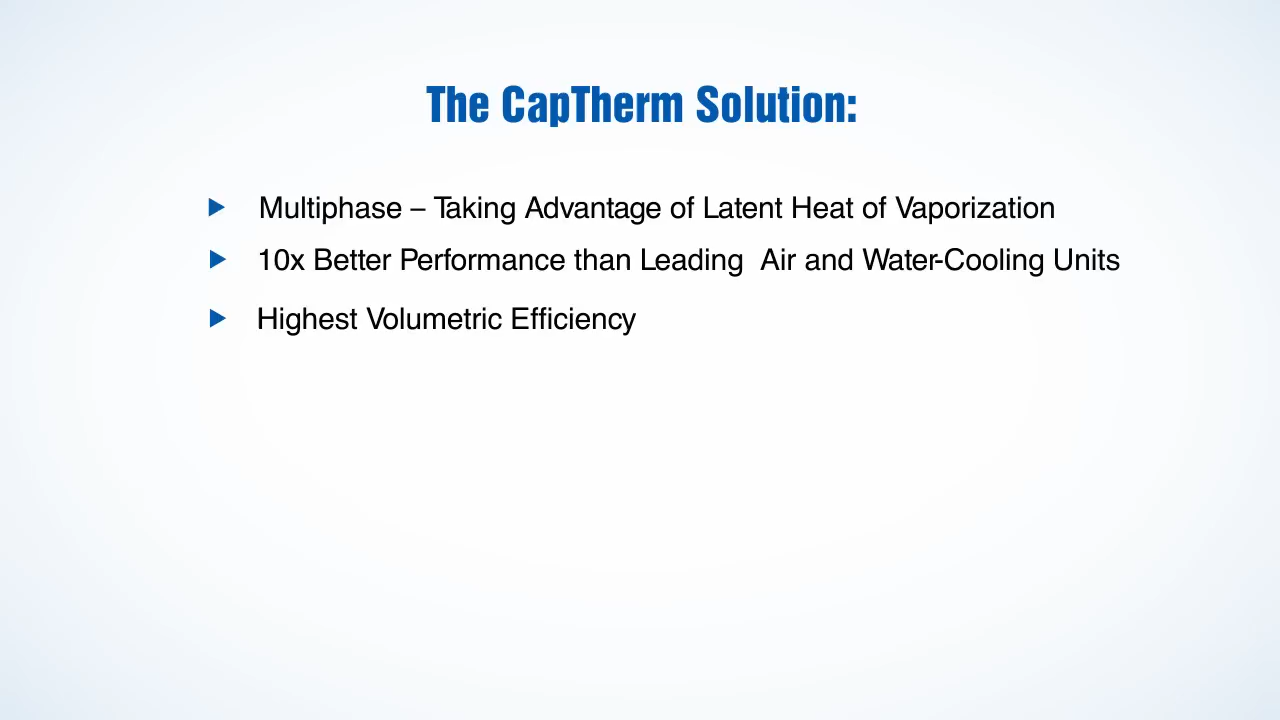 The CapTherm Solution:
Multiphase – Taking Advantage of Latent Heat of Vaporization
10x Better Performance than Leading  Air and Water-Cooling Units
Highest Volumetric Efficiency